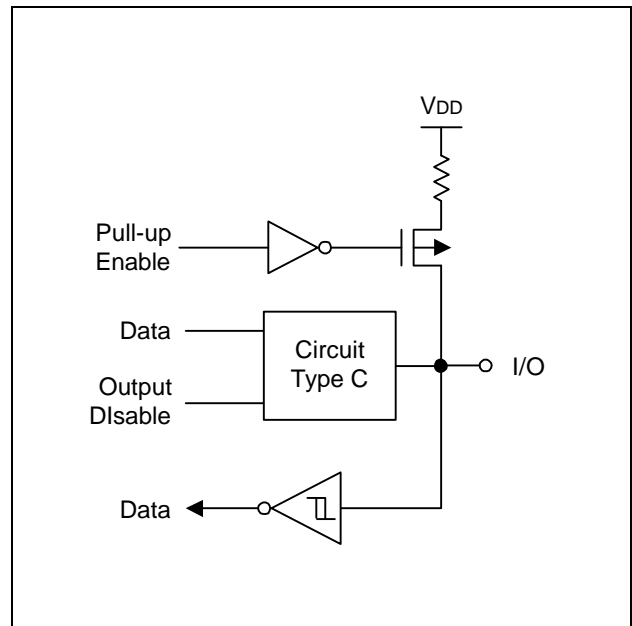 VDD
Pull-up
Enable
Data
Circuit
Type C
I/O
Output
DIsable
Data